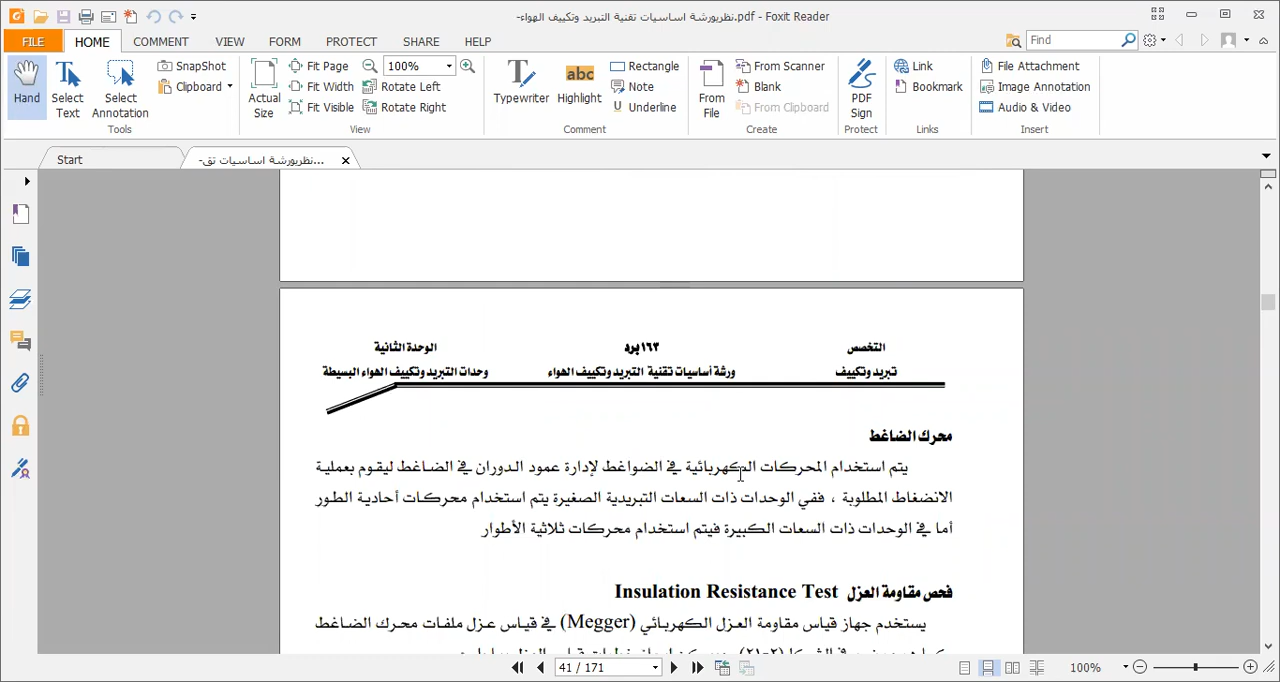 نظريورشة اساسيات تقنية التبريد وتكييف الهواء-.pdf - Foxit Reader
FILE HOME COMMENT VIEW FORM PROTECT SHARE HELP
Find
Hand
Select Text
Select Annotation
SnapShot
Clipboard
Tools
Actual Size
Fit Page
Fit Width
Fit Visible
100%
Rotate Left
Rotate Right
View
Typewriter
Highlight
Rectangle
Note
Underline
Comment
From File
From Scanner
Blank
From Clipboard
Create
PDF Sign
Protect
Link
Bookmark
Links
File Attachment
Image Annotation
Audio & Video
Insert
Start
نظريورشة اساسيات تق-...
التخصص ١٦٣ برد الوحدة الثانية
تبريد وتكييف ورشة أساسيات تقنية التبريد وتكييف الهواء وحدات التبريد وتكييف الهواء البسيطة
محرك الضاغط
يتم استخدام المحركات الكهربائية في الضواغط لإدارة عمود الدوران في الضاغط ليقوم بعملية
الانضغاط المطلوبة ، ففي الوحدات ذات السعات التبريدية الصغيرة يتم استخدام محركات أحادية الطور
أما في الوحدات ذات السعات الكبيرة فيتم استخدام محركات ثلاثية الأطوار
فحص مقاومة العزل Insulation Resistance Test
يستخدم جهاز قياس مقاومة العزل الكهربائي (Megger) في قياس عزل ملفات محرك الضاغط
41 / 171
100%